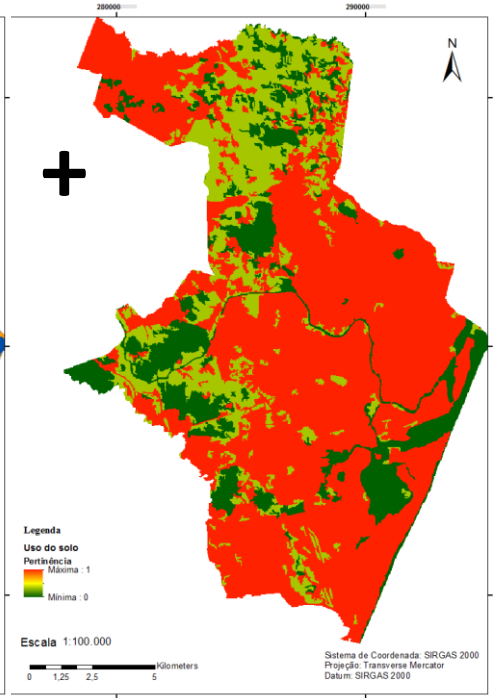 280000
290000
N
Legenda
Uso do solo
Pertinência
Máxima : 1
Mínima : 0
Escala 1:100.000
0 1,25 2,5 5 Kilometers
Sistema de Coordenada: SIRGAS 2000
Projeção: Transverse Mercator
Datum: SIRGAS 2000